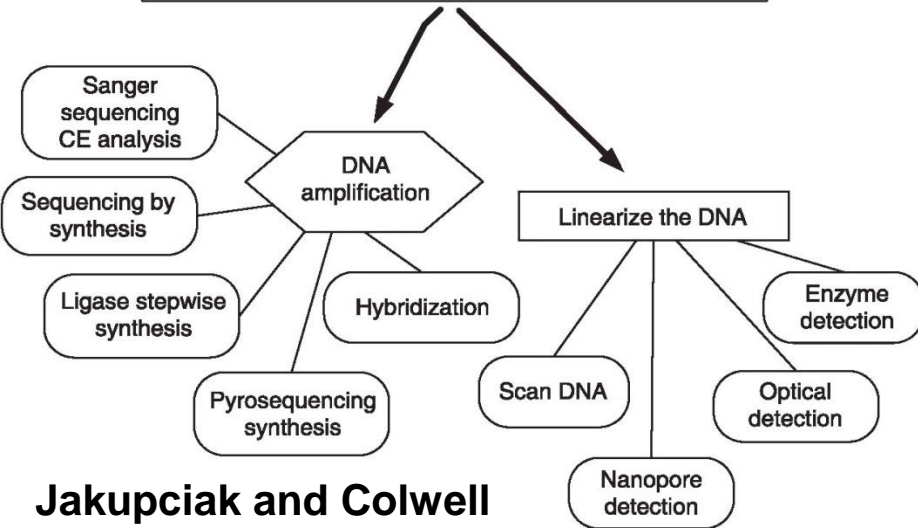 Sanger
sequencing
CE analysis
DNA
amplification
Sequencing by
synthesis
Linearize the DNA
Ligase stepwise
synthesis
Hybridization
Enzyme
detection
Pyrosequencing
synthesis
Scan DNA
Optical
detection
Nanopore
detection
Jakupciak and Colwell